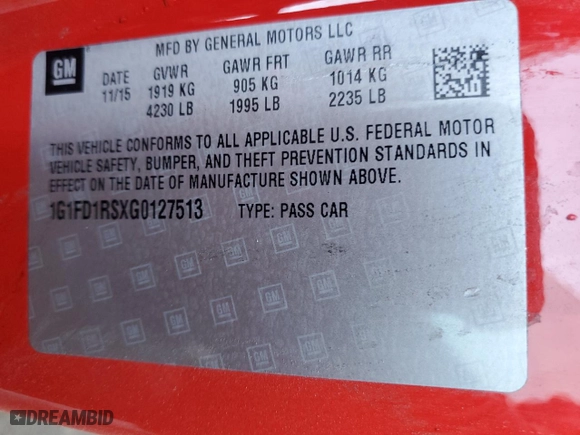 MFD BY GENERAL MOTORS LLC
GM
DATE GVWR GAWR FRT GAWR RR
11/15 1919 KG 905 KG 1014 KG
4230 LB 1995 LB 2235 LB
THIS VEHICLE CONFORMS TO ALL APPLICABLE U.S. FEDERAL MOTOR
VEHICLE SAFETY, BUMPER, AND THEFT PREVENTION STANDARDS IN
EFFECT ON THE DATE OF MANUFACTURE SHOWN ABOVE.
1G1FD1RSXG0127513 TYPE: PASS CAR
DREAMBID